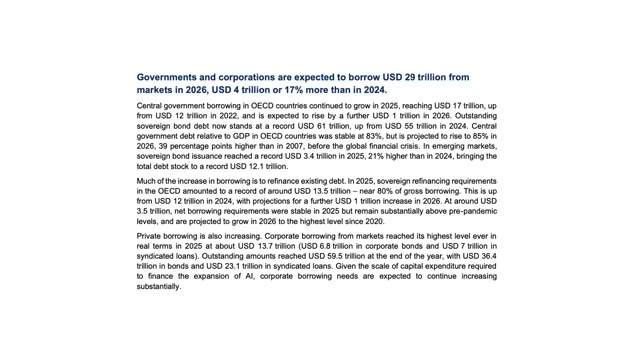 Governments and corporations are expected to borrow USD 29 trillion from
markets in 2026, USD 4 trillion or 17% more than in 2024.
Central government borrowing in OECD countries continued to grow in 2025, reaching USD 17 trillion, up
from USD 12 trillion in 2022, and is expected to rise by a further USD 1 trillion in 2026. Outstanding
sovereign bond debt now stands at a record USD 61 trillion, up from USD 55 trillion in 2024. Central
government debt relative to GDP in OECD countries was stable at 83%, but is projected to rise to 85% in
2026, 39 percentage points higher than in 2007, before the global financial crisis. In emerging markets,
sovereign bond issuance reached a record USD 3.4 trillion in 2025, 21% higher than in 2024, bringing the
total debt stock to a record USD 12.1 trillion.
Much of the increase in borrowing is to refinance existing debt. In 2025, sovereign refinancing requirements
in the OECD amounted to a record of around USD 13.5 trillion – near 80% of gross borrowing. This is up
from USD 12 trillion in 2024, with projections for a further USD 1 trillion increase in 2026. At around USD
3.5 trillion, net borrowing requirements were stable in 2025 but remain substantially above pre-pandemic
levels, and are projected to grow in 2026 to the highest level since 2020.
Private borrowing is also increasing. Corporate borrowing from markets reached its highest level ever in
real terms in 2025 at about USD 13.7 trillion (USD 6.8 trillion in corporate bonds and USD 7 trillion in
syndicated loans). Outstanding amounts reached USD 59.5 trillion at the end of the year, with USD 36.4
trillion in bonds and USD 23.1 trillion in syndicated loans. Given the scale of capital expenditure required
to finance the expansion of AI, corporate borrowing needs are expected to continue increasing
substantially.